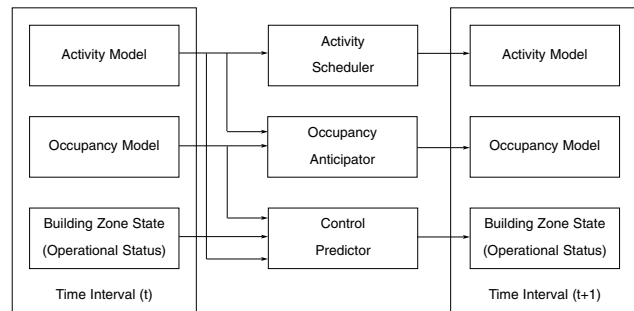 Activity Model
Occupancy Model
Building Zone State
(Operational Status)
Time Interval (t)
Activity
Scheduler
Occupancy
Anticipator
Control
Predictor
Activity Model
Occupancy Model
Building Zone State
(Operational Status)
Time Interval (t+1)